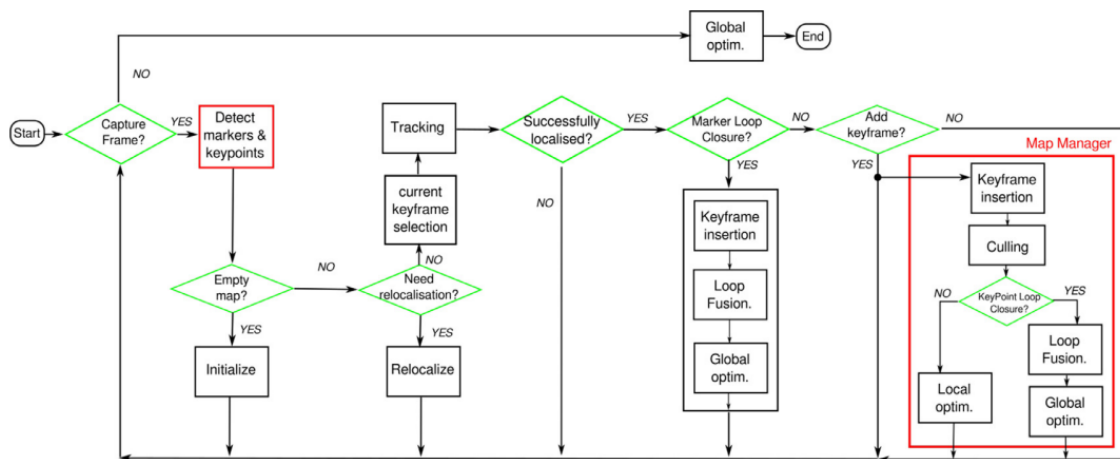 Global
optim.
End
NO
Start
Capture
Frame?
YES
Detect
markers &
keypoints
Tracking
Successfully
localised?
YES
Marker Loop
Closure?
NO
Add
keyframe?
NO
Map Manager
YES
YES
current
keyframe
selection
NO
Keyframe
insertion
Keyframe
insertion
Culling
NO
NO
Empty
map?
Need
relocalisation?
Loop
Fusion.
NO
KeyPoint Loop
Closure?
YES
YES
YES
Initialize
Relocalize
Global
optim.
Loop
Fusion.
Local
optim.
Global
optim.